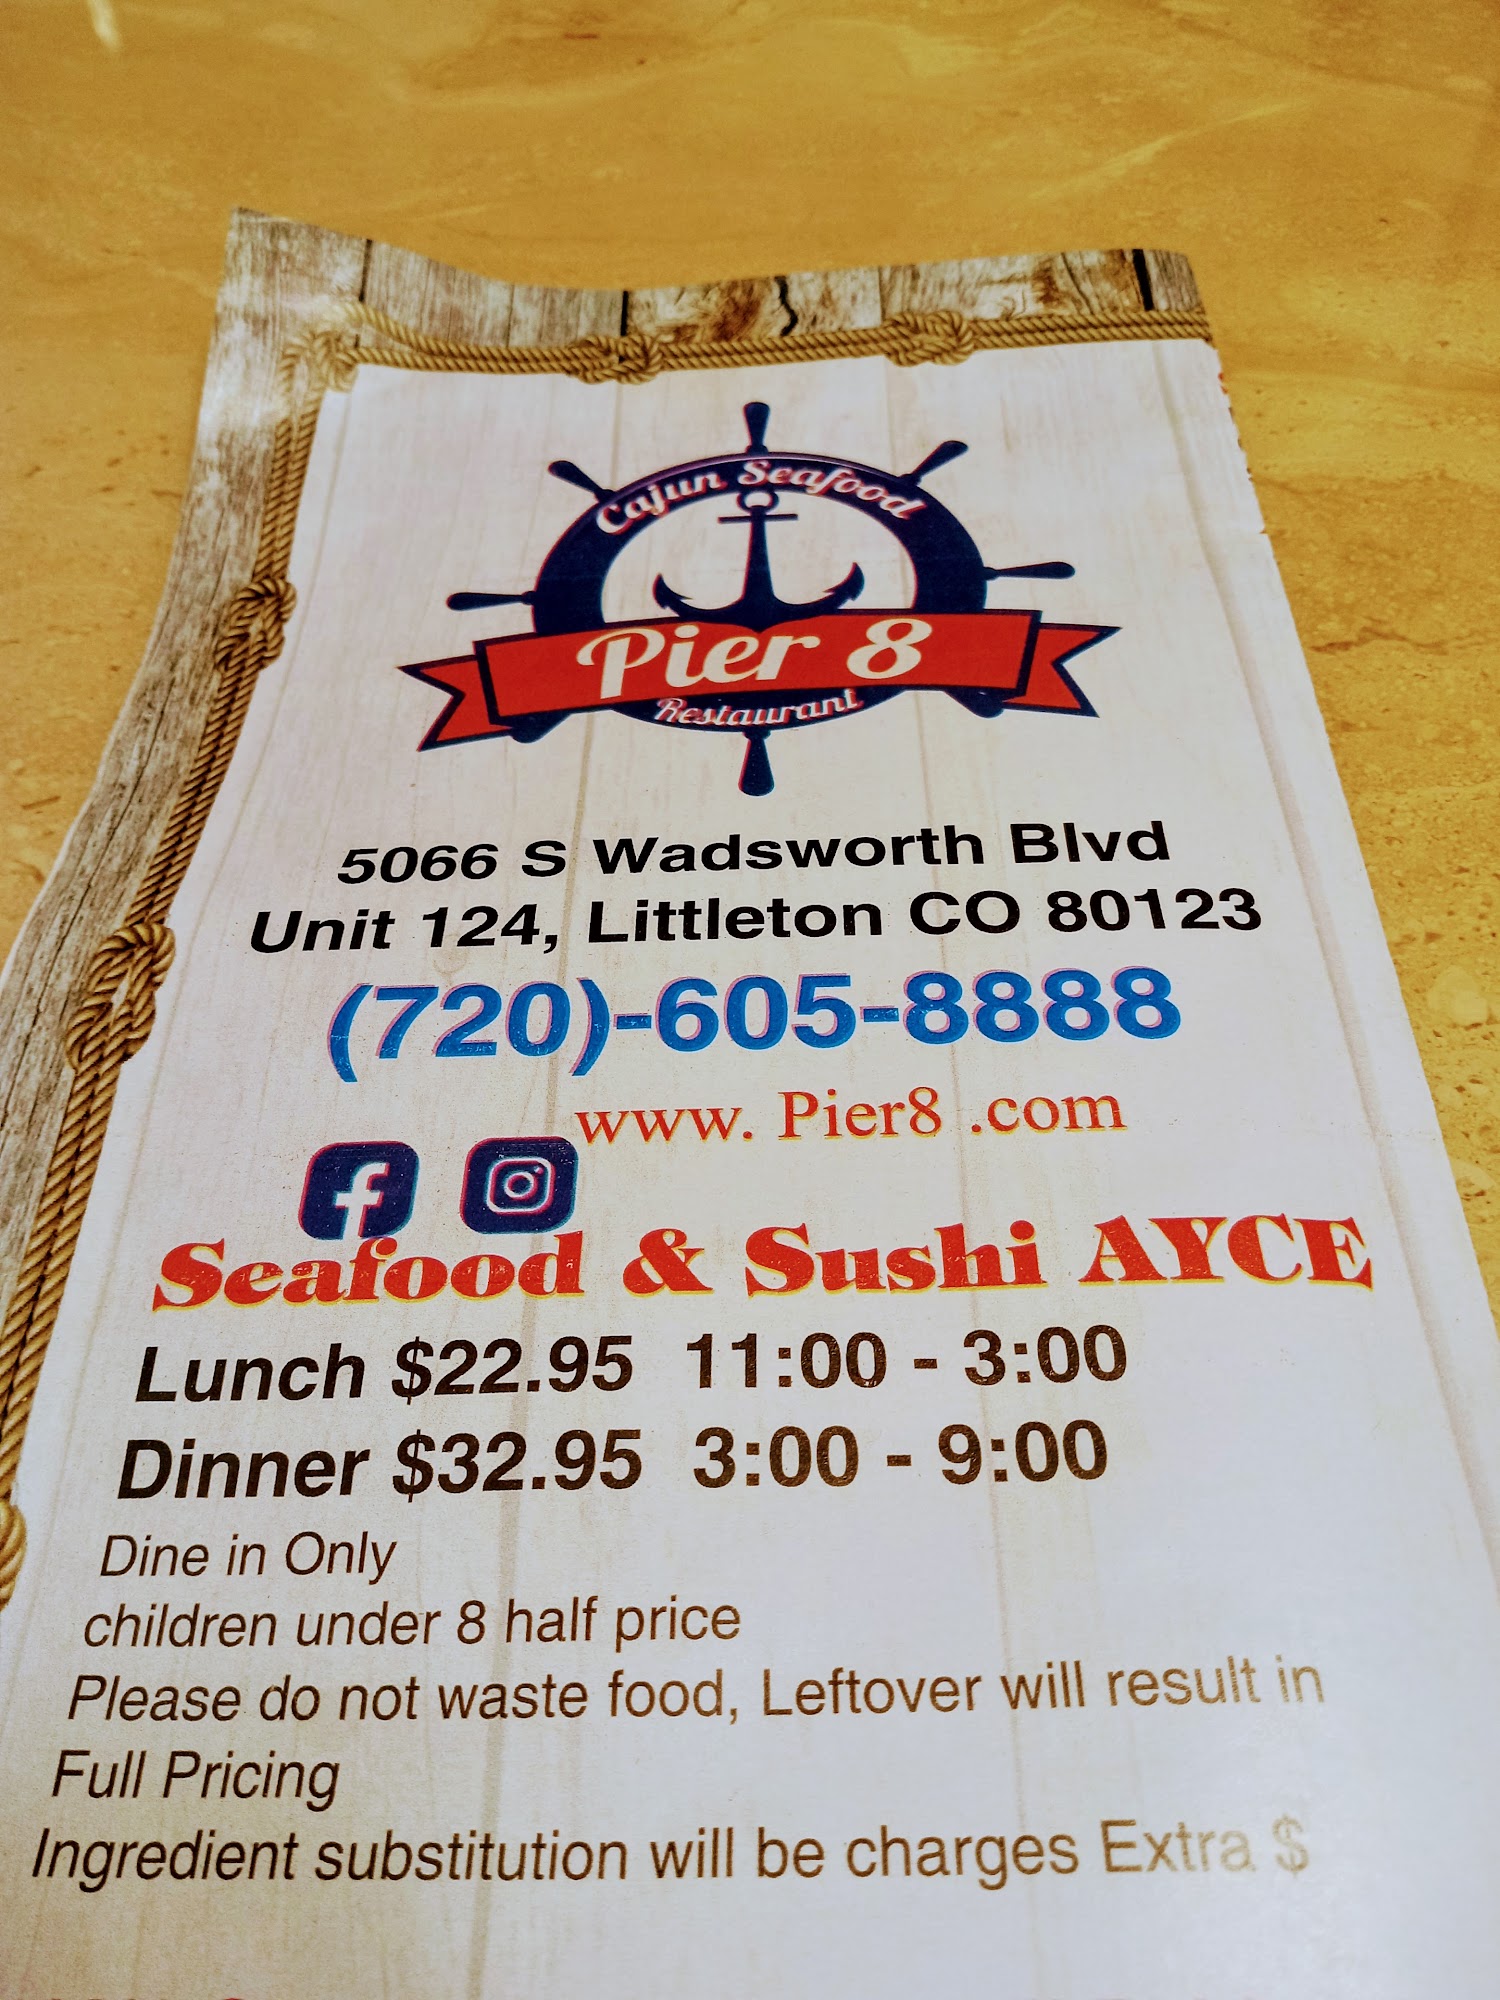 Cajun Seafood
Pier 8
Restaurant
5066 S Wadsworth Blvd
Unit 124, Littleton CO 80123
(720)-605-8888
www. Pier8 .com
Seafood & Sushi AYCE
Lunch $22.95 11:00 - 3:00
Dinner $32.95 3:00 - 9:00
Dine in Only
children under 8 half price
Please do not waste food, Leftover will result in
Full Pricing
Ingredient substitution will be charges Extra $